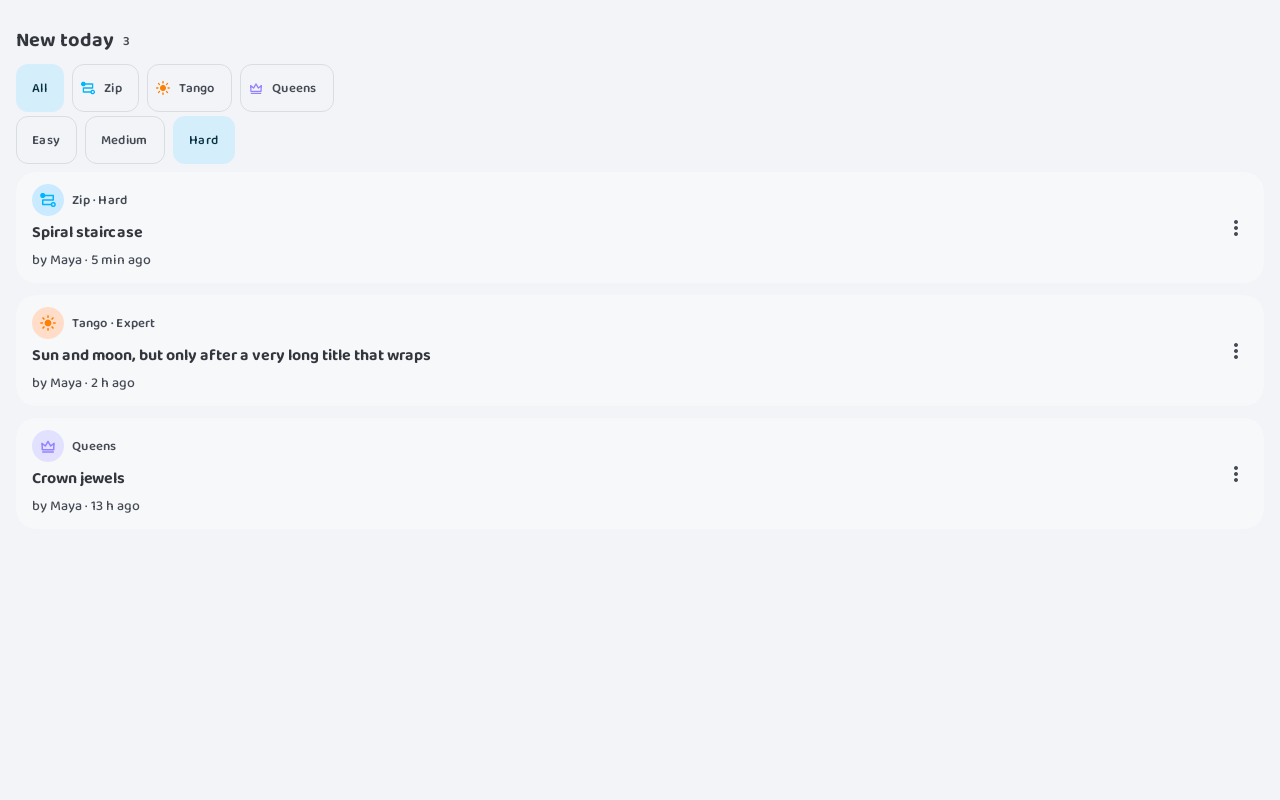 New today 3
All Zip Tango Queens
Easy Medium Hard
Zip · Hard
Spiral staircase
by Maya · 5 min ago
Tango · Expert
Sun and moon, but only after a very long title that wraps
by Maya · 2 h ago
Queens
Crown jewels
by Maya · 13 h ago